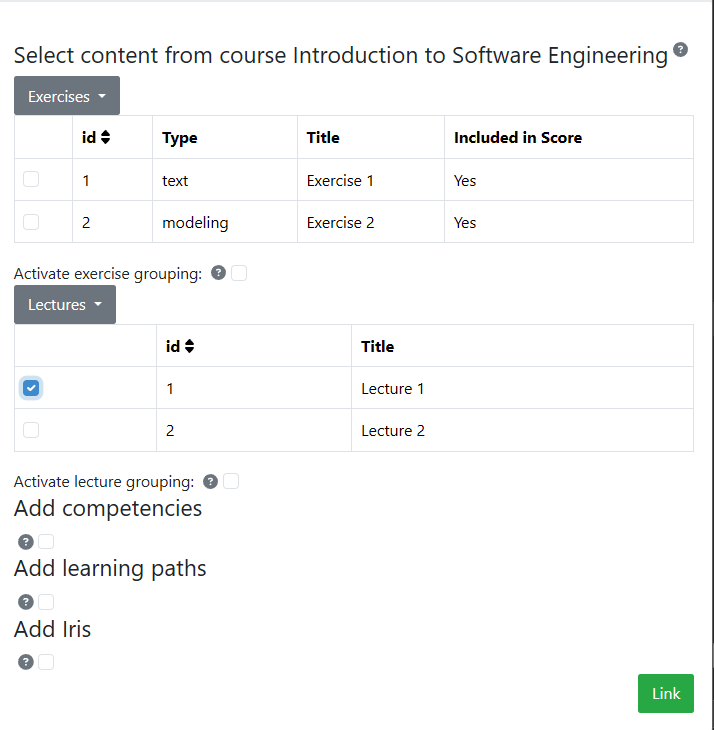 Select content from course Introduction to Software Engineering ?
Exercises
id Type Title Included in Score
1 text Exercise 1 Yes
2 modeling Exercise 2 Yes
Activate exercise grouping: ?
Lectures
id Title
1 Lecture 1
2 Lecture 2
Activate lecture grouping: ?
Add competencies
?
Add learning paths
?
Add Iris
?
Link